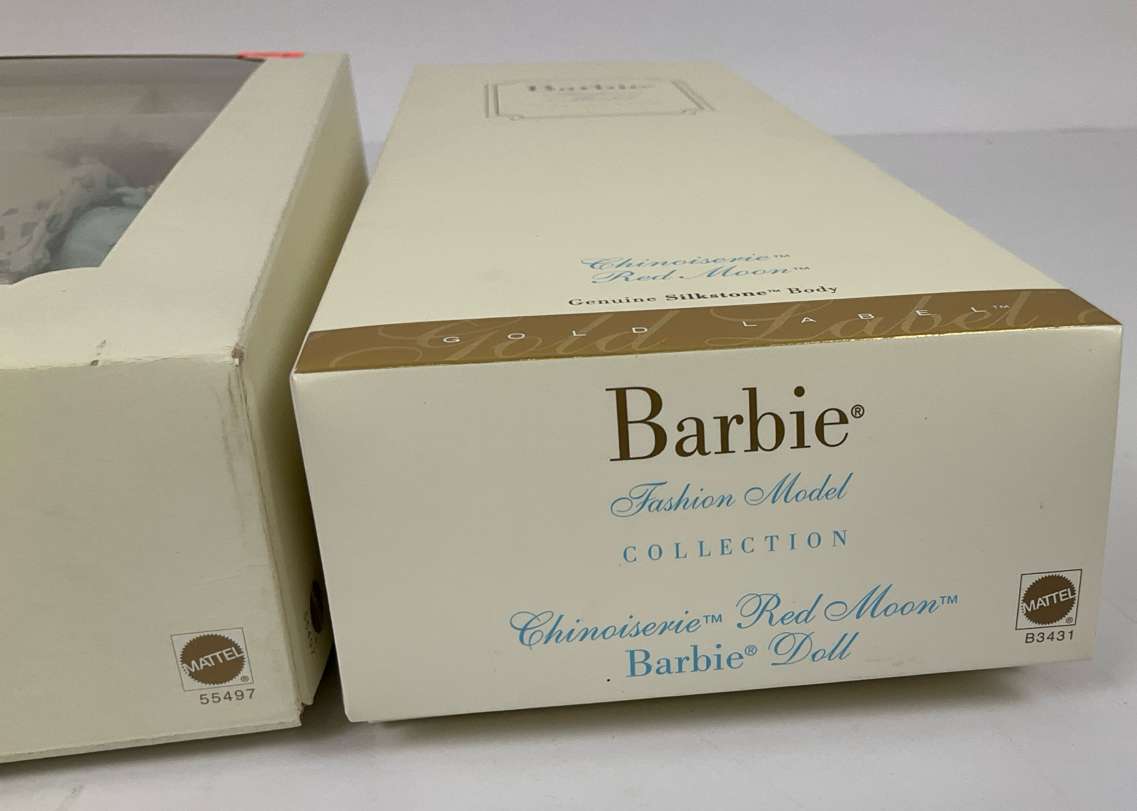 Barbie
Chinoiserie™
Red Moon™
Genuine Silkstone™ Body
GOLD LABEL™
Gold Label
Barbie®
Fashion Model
COLLECTION
Chinoiserie™ Red Moon™
Barbie® Doll
MATTEL®
B3431
MATTEL®
55497